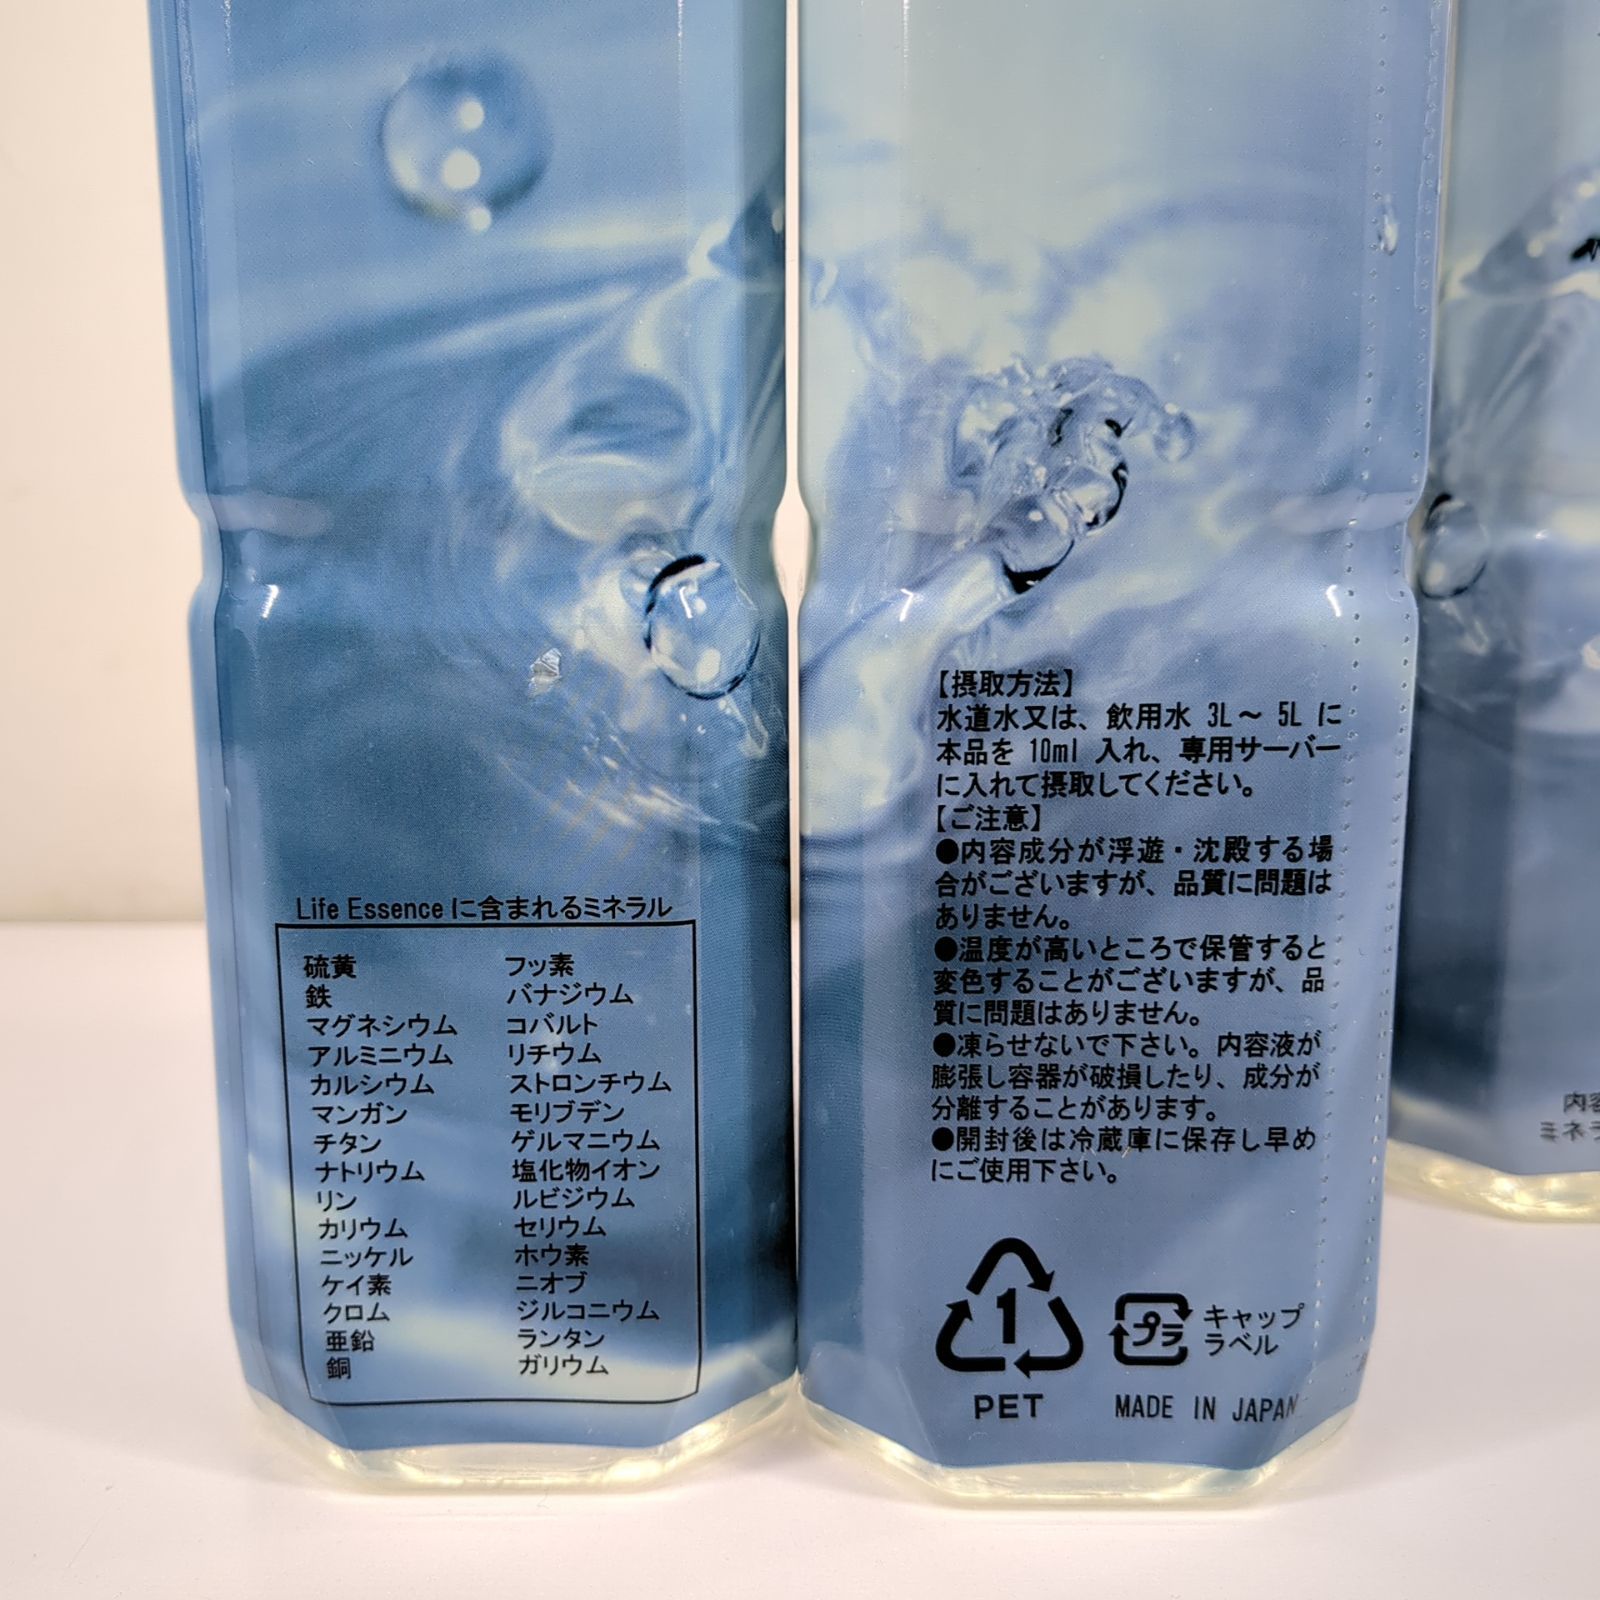 Life Essence に含まれるミネラル
硫黄 フッ素
鉄 バナジウム
マグネシウム コバルト
アルミニウム リチウム
カルシウム ストロンチウム
マンガン モリブデン
チタン ゲルマニウム
ナトリウム 塩化物イオン
リン ルビジウム
カリウム セリウム
ニッケル ホウ素
ケイ素 ニオブ
クロム ジルコニウム
亜鉛 ランタン
銅 ガリウム
【摂取方法】
水道水又は、飲用水 3L～ 5L に
本品を 10ml 入れ、専用サーバー
に入れて摂取してください。
【ご注意】
●内容成分が浮遊・沈殿する場
合がございますが、品質に問題は
ありません。
●温度が高いところで保管すると
変色することがございますが、品
質に問題はありません。
●凍らせないで下さい。内容液が
膨張し容器が破損したり、成分が
分離することがあります。
●開封後は冷蔵庫に保存し早め
にご使用下さい。
1
PET
プラ
キャップ
ラベル
MADE IN JAPAN
ミネラ